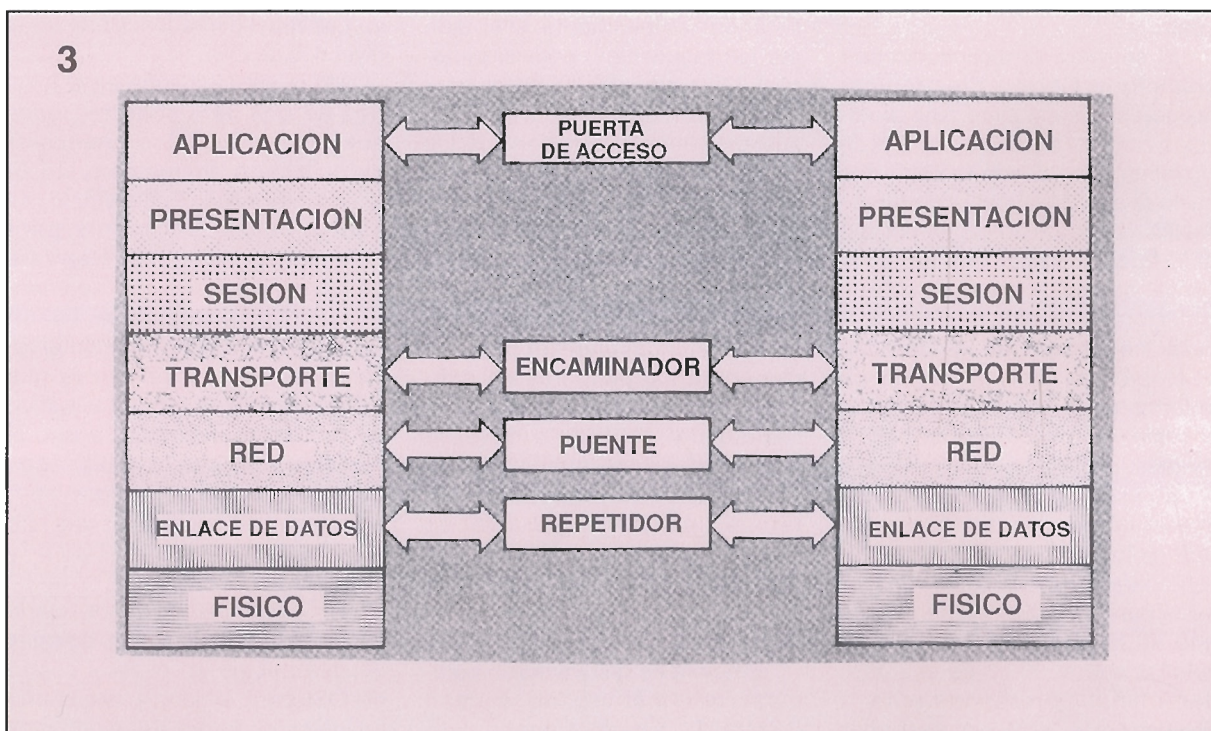 3
APLICACION
PUERTA
DE ACCESO
APLICACION
PRESENTACION
PRESENTACION
SESION
SESION
TRANSPORTE
ENCAMINADOR
TRANSPORTE
RED
PUENTE
RED
ENLACE DE DATOS
REPETIDOR
ENLACE DE DATOS
FISICO
FISICO